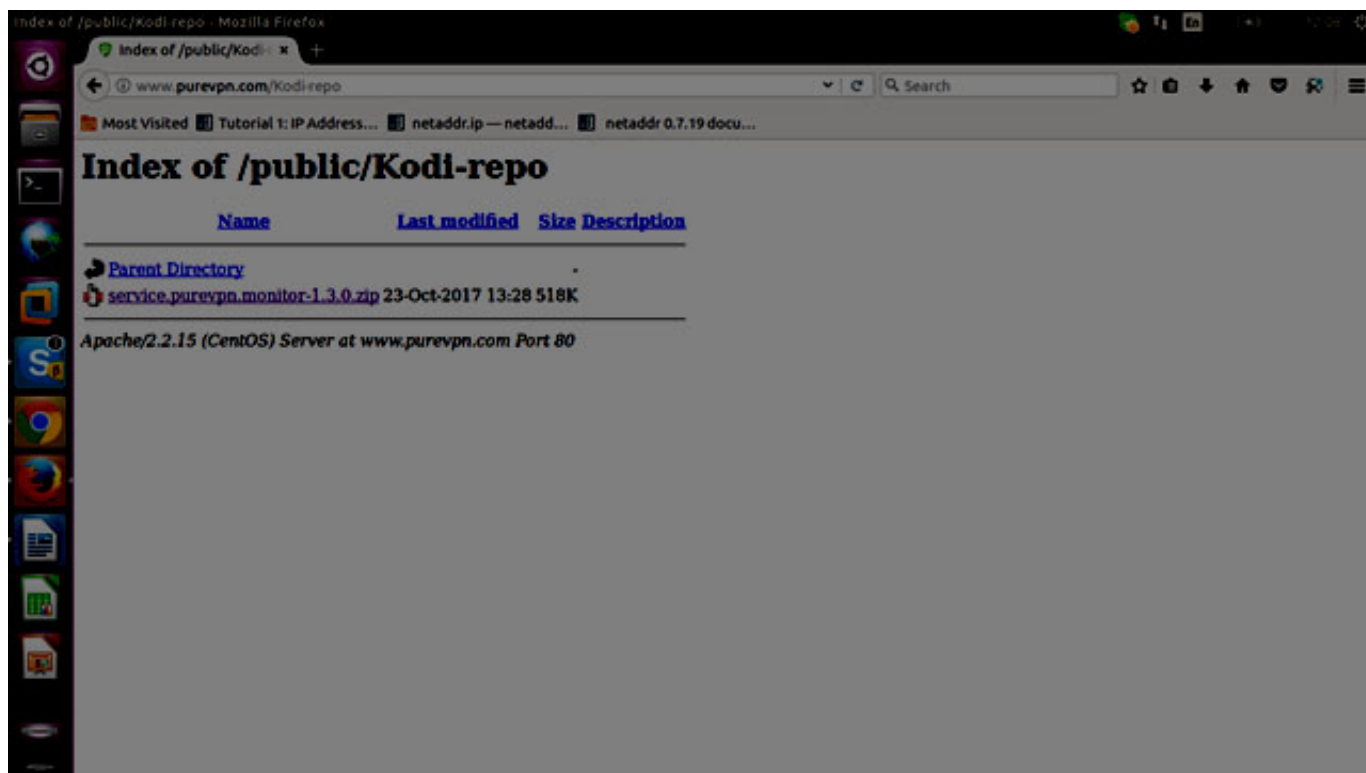 Index of /public/Kodi-repo - Mozilla Firefox
En
Index of /public/Kodi-r
www.purevpn.com/Kodi-repo
Search
Most Visited Tutorial 1: IP Address... netaddr.ip — netadd... netaddr 0.7.19 docu...
Index of /public/Kodi-repo
Name Last modified Size Description
Parent Directory -
service.purevpn.monitor-1.3.0.zip 23-Oct-2017 13:28 518K
Apache/2.2.15 (CentOS) Server at www.purevpn.com Port 80